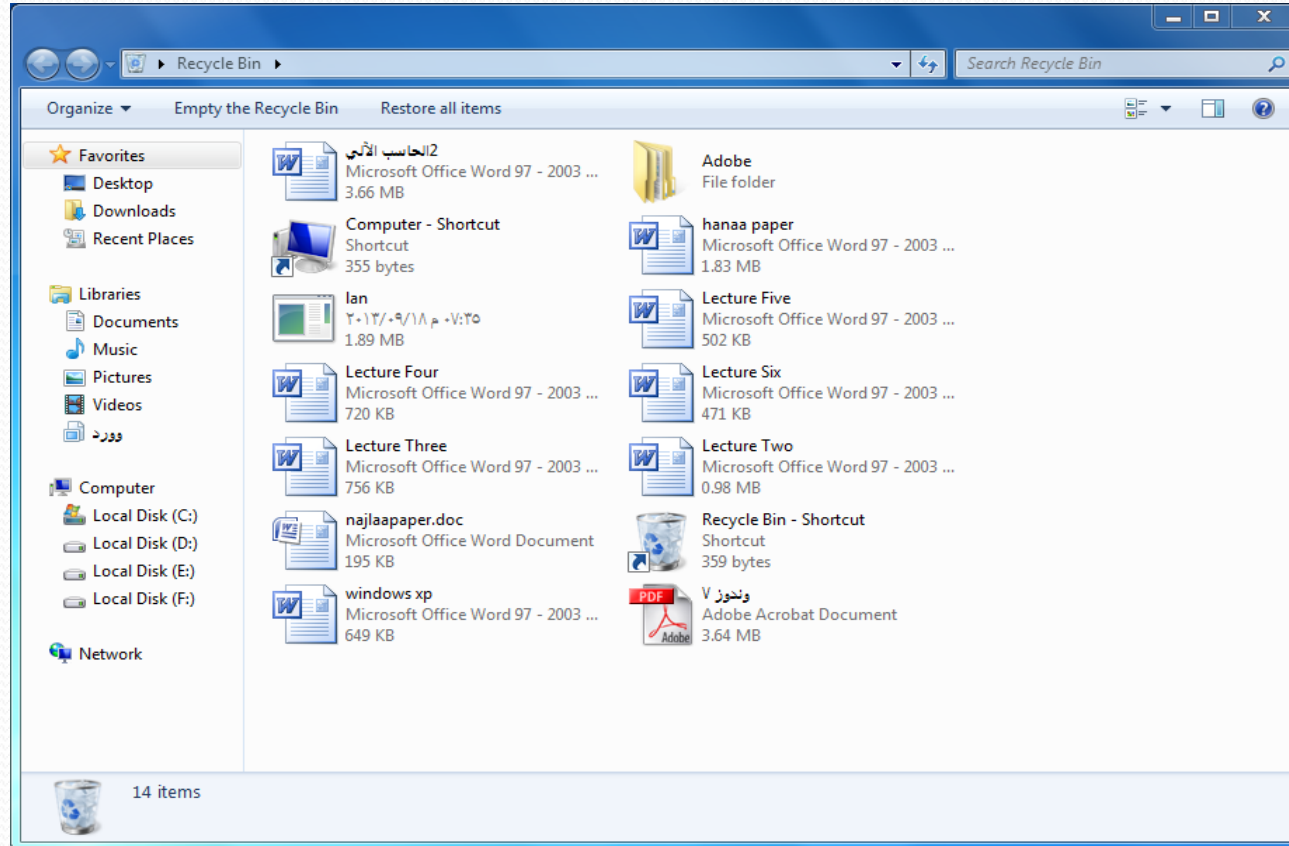 Recycle Bin
Search Recycle Bin
Organize
Empty the Recycle Bin
Restore all items
Favorites
Desktop
Downloads
Recent Places
Libraries
Documents
Music
Pictures
Videos
وورد
Computer
Local Disk (C:)
Local Disk (D:)
Local Disk (E:)
Local Disk (F:)
Network
2الحاسب الألي
Microsoft Office Word 97 - 2003 ...
3.66 MB
Adobe
File folder
Computer - Shortcut
Shortcut
355 bytes
hanaa paper
Microsoft Office Word 97 - 2003 ...
1.83 MB
lan
٢٠١٣/٠٩/١٨ م ٠٧:٣٥
1.89 MB
Lecture Five
Microsoft Office Word 97 - 2003 ...
502 KB
Lecture Four
Microsoft Office Word 97 - 2003 ...
720 KB
Lecture Six
Microsoft Office Word 97 - 2003 ...
471 KB
Lecture Three
Microsoft Office Word 97 - 2003 ...
756 KB
Lecture Two
Microsoft Office Word 97 - 2003 ...
0.98 MB
najlaapaper.doc
Microsoft Office Word Document
195 KB
Recycle Bin - Shortcut
Shortcut
359 bytes
windows xp
Microsoft Office Word 97 - 2003 ...
649 KB
وندوز ٧
PDF
Adobe
Adobe Acrobat Document
3.64 MB
14 items